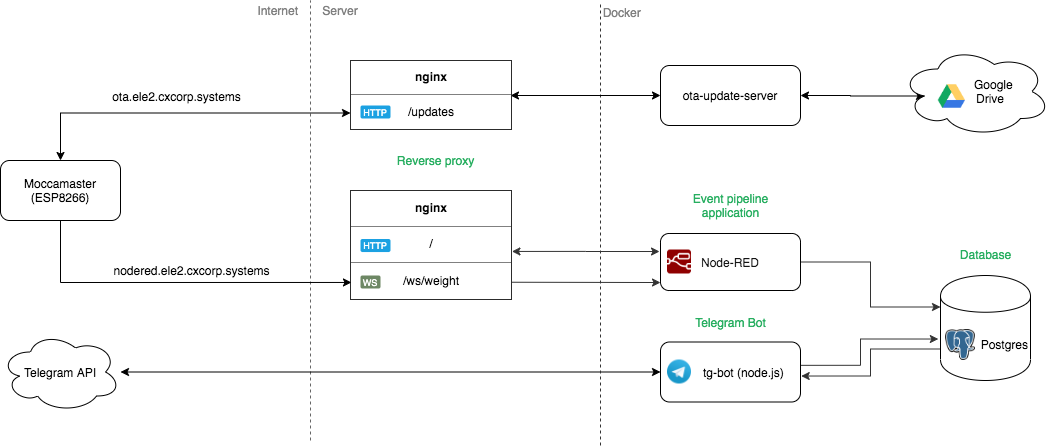 Internet
Server
Docker
nginx
HTTP
/updates
ota.ele2.cxcorp.systems
ota-update-server
Google
Drive
Reverse proxy
Moccamaster
(ESP8266)
nginx
HTTP
/
WS
/ws/weight
nodered.ele2.cxcorp.systems
Event pipeline
application
Node-RED
Database
Postgres
Telegram Bot
tg-bot (node.js)
Telegram API